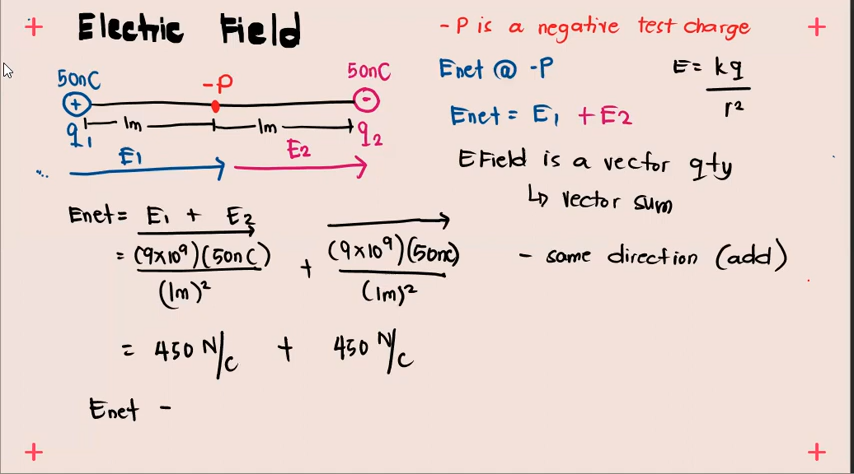 Electric Field
50nC
-P
50nC
+
-
1m
1m
q1
q2
E1
E2
Enet = E1 + E2
= (9x10⁹)(50nC) / (1m)² + (9x10⁹)(50nC) / (1m)²
= 450 N/C + 450 N/C
Enet -
-P is a negative test charge
Enet @ -P
E = kq / r²
Enet = E1 + E2
E Field is a vector qty
↳ vector sum
- same direction (add)